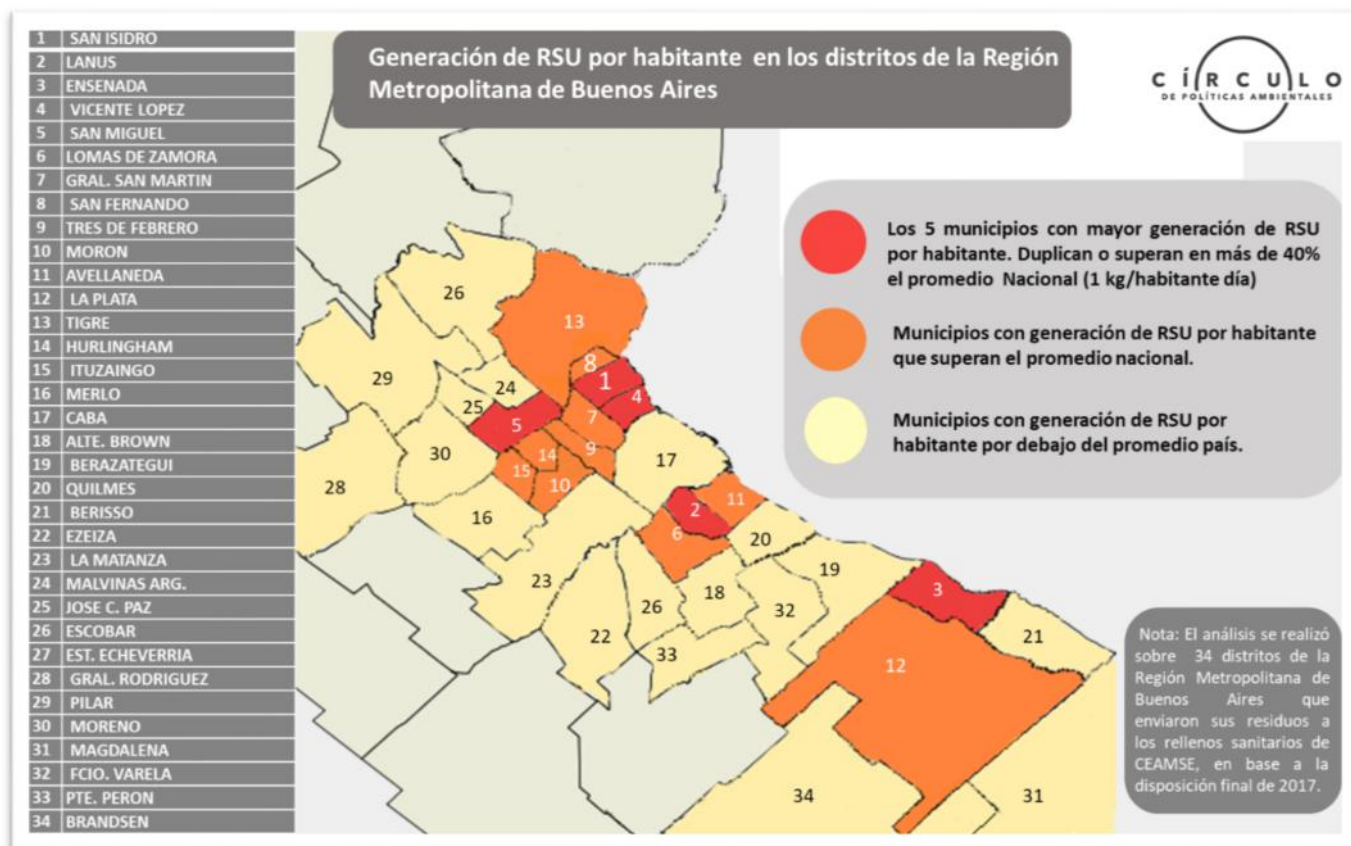 1 SAN ISIDRO
2 LANUS
3 ENSENADA
4 VICENTE LOPEZ
5 SAN MIGUEL
6 LOMAS DE ZAMORA
7 GRAL. SAN MARTIN
8 SAN FERNANDO
9 TRES DE FEBRERO
10 MORON
11 AVELLANEDA
12 LA PLATA
13 TIGRE
14 HURLINGHAM
15 ITUZAINGO
16 MERLO
17 CABA
18 ALTE. BROWN
19 BERAZATEGUI
20 QUILMES
21 BERISSO
22 EZEIZA
23 LA MATANZA
24 MALVINAS ARG.
25 JOSE C. PAZ
26 ESCOBAR
27 EST. ECHEVERRIA
28 GRAL. RODRIGUEZ
29 PILAR
30 MORENO
31 MAGDALENA
32 FCIO. VARELA
33 PTE. PERON
34 BRANDSEN
Generación de RSU por habitante en los distritos de la Región
Metropolitana de Buenos Aires
CÍRCULO
DE POLÍTICAS AMBIENTALES
Los 5 municipios con mayor generación de RSU
por habitante. Duplican o superan en más de 40%
el promedio Nacional (1 kg/habitante día)
Municipios con generación de RSU por habitante
que superan el promedio nacional.
Municipios con generación de RSU por
habitante por debajo del promedio país.
26
13
8
1
29
24
4
25
7
5
9
14
30
17
15
28
10
11
2
16
6
20
19
23
3
18
26
32
22
21
33
12
34
31
Nota: El análisis se realizó
sobre 34 distritos de la
Región Metropolitana de
Buenos Aires que
enviaron sus residuos a
los rellenos sanitarios de
CEAMSE, en base a la
disposición final de 2017.